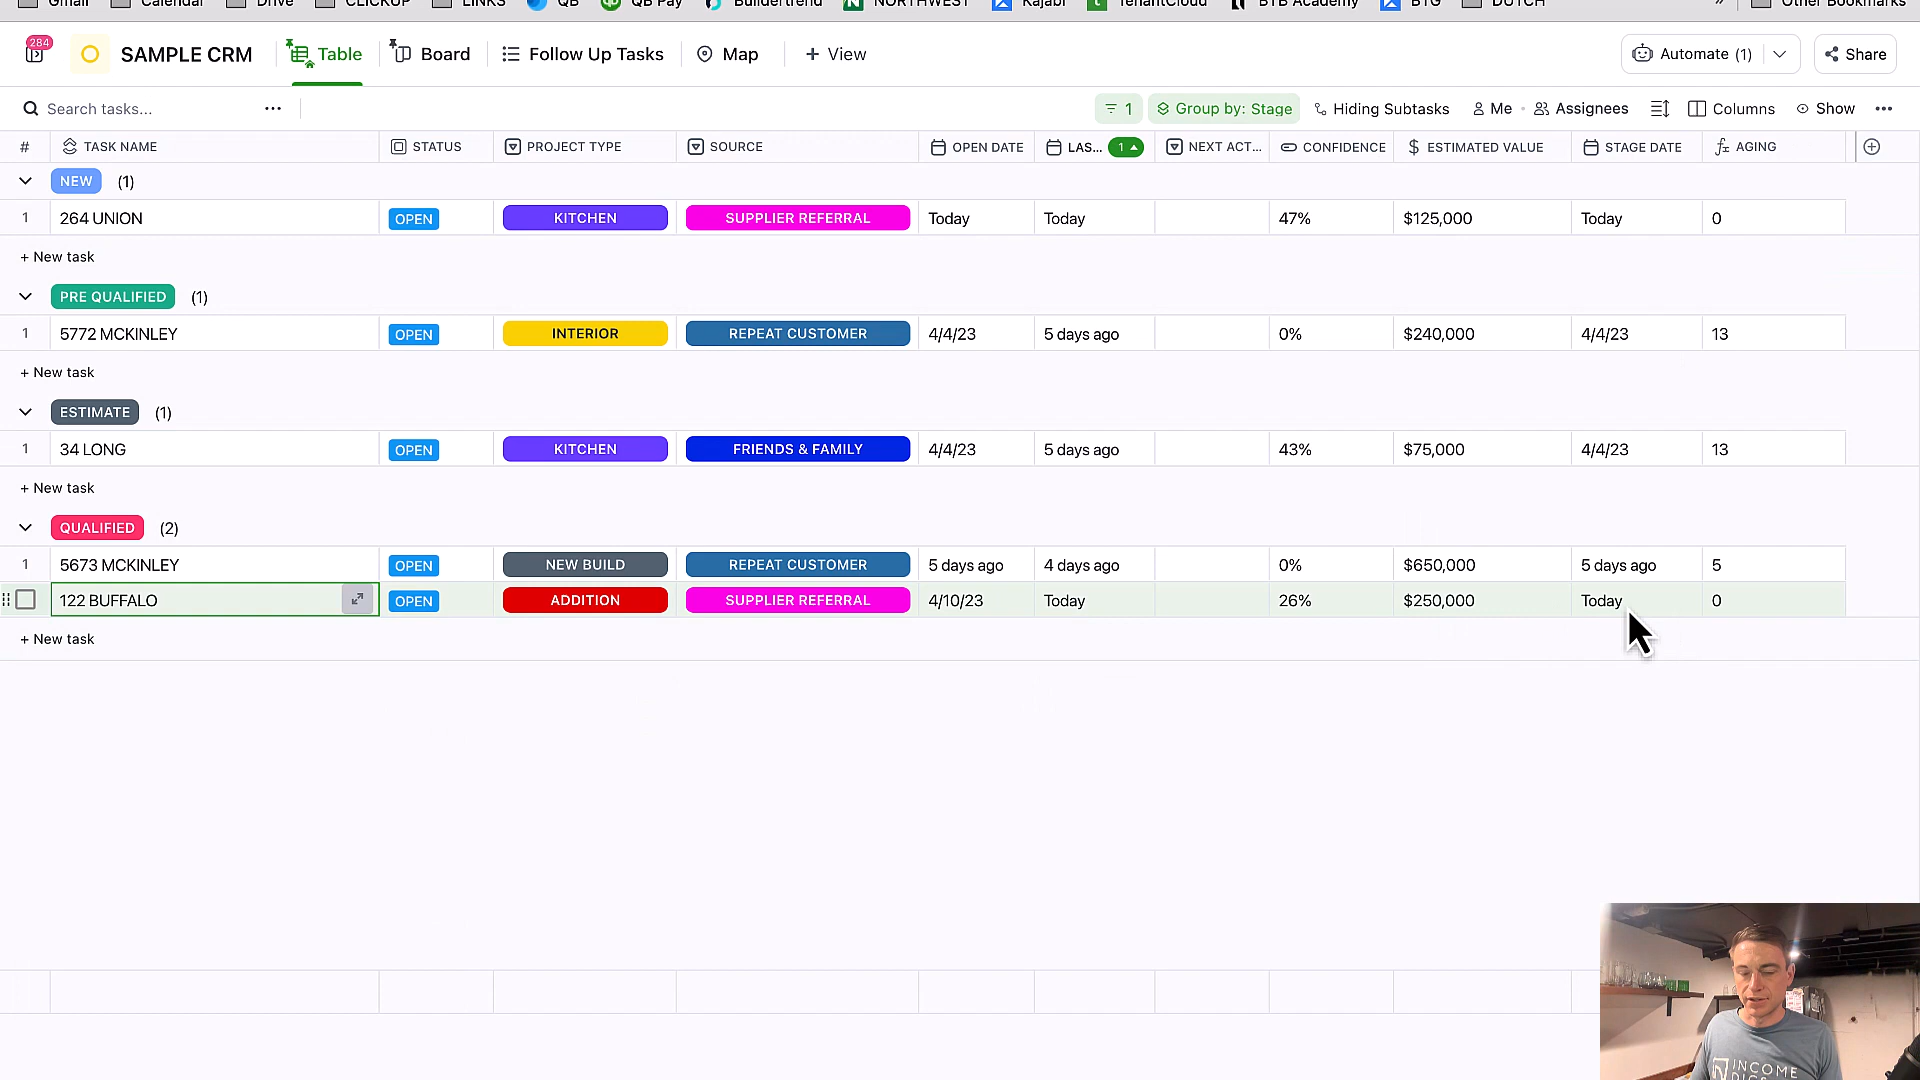 Gmail Calendar Drive CLICKUP LINKS QB QB Pay Buildertrend NORTHWEST Kajabi TenantCloud BTB Academy BTG DUTCH » Other Bookmarks
284 SAMPLE CRM Table Board Follow Up Tasks Map + View Automate (1) Share
Search tasks... ... 1 Group by: Stage Hiding Subtasks Me Assignees Columns Show ...
# TASK NAME STATUS PROJECT TYPE SOURCE OPEN DATE LAS... 1 NEXT ACT... CONFIDENCE $ ESTIMATED VALUE STAGE DATE fx AGING
NEW (1)
1 264 UNION OPEN KITCHEN SUPPLIER REFERRAL Today Today 47% $125,000 Today 0
+ New task
PRE QUALIFIED (1)
1 5772 MCKINLEY OPEN INTERIOR REPEAT CUSTOMER 4/4/23 5 days ago 0% $240,000 4/4/23 13
+ New task
ESTIMATE (1)
1 34 LONG OPEN KITCHEN FRIENDS & FAMILY 4/4/23 5 days ago 43% $75,000 4/4/23 13
+ New task
QUALIFIED (2)
1 5673 MCKINLEY OPEN NEW BUILD REPEAT CUSTOMER 5 days ago 4 days ago 0% $650,000 5 days ago 5
122 BUFFALO OPEN ADDITION SUPPLIER REFERRAL 4/10/23 Today 26% $250,000 Today 0
+ New task
INCOME